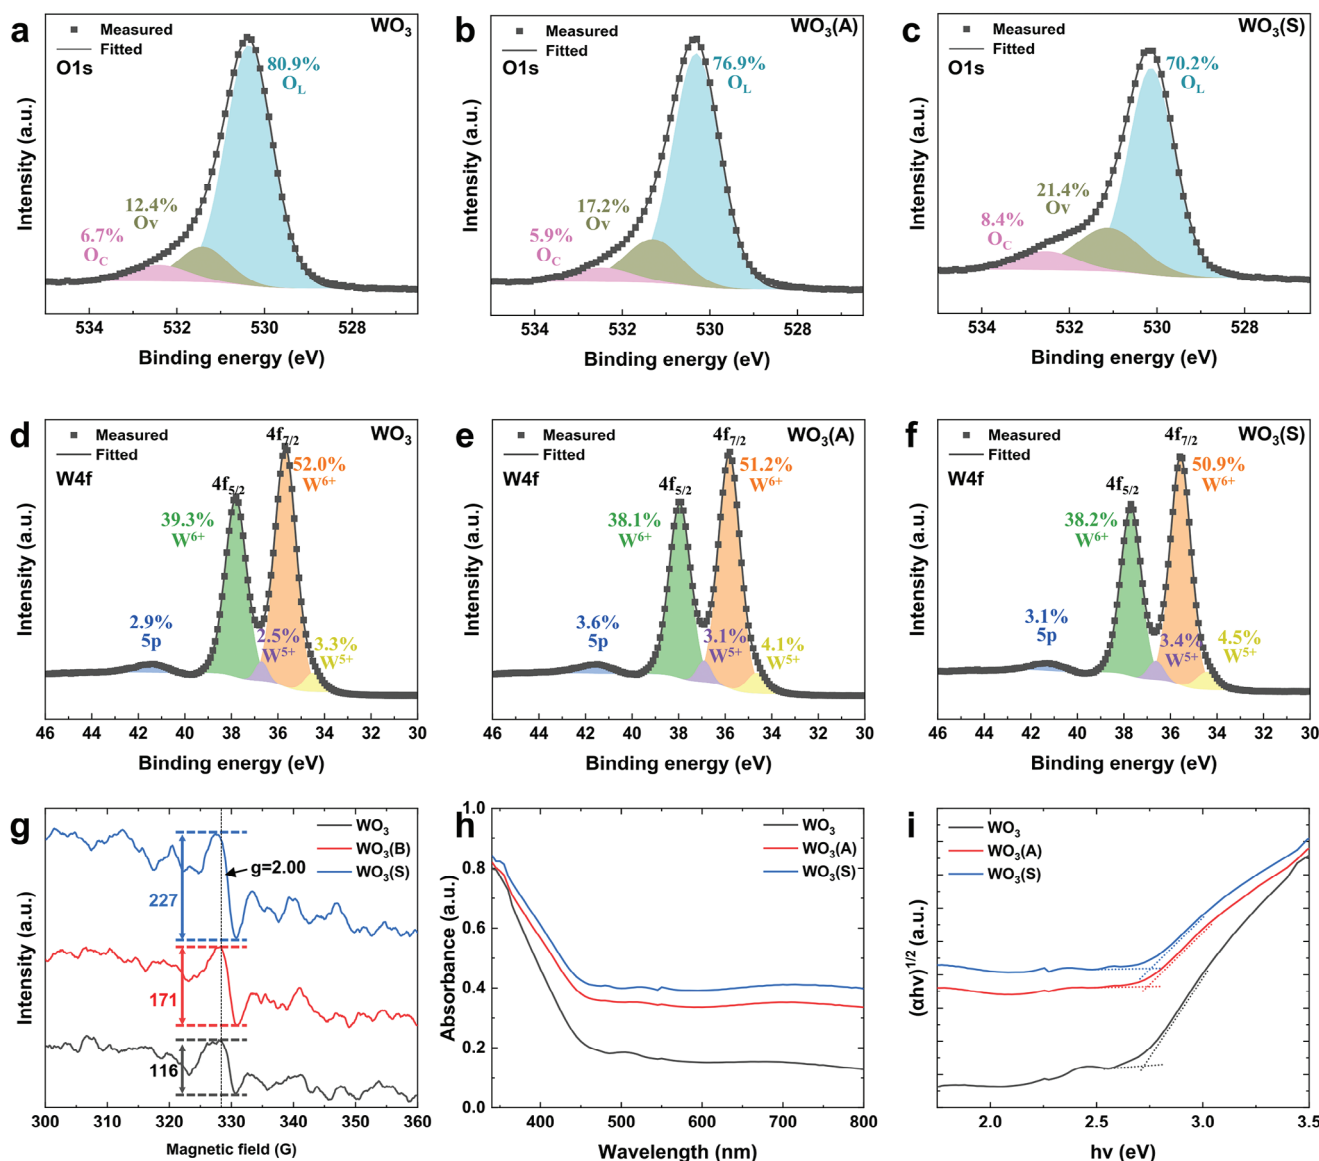 a
Measured
Fitted
O1s
WO3
80.9%
OL
12.4%
Ov
6.7%
OC
Intensity (a.u.)
534 532 530 528
Binding energy (eV)
b
Measured
Fitted
O1s
WO3(A)
76.9%
OL
17.2%
Ov
5.9%
OC
Intensity (a.u.)
534 532 530 528
Binding energy (eV)
c
Measured
Fitted
O1s
WO3(S)
70.2%
OL
21.4%
Ov
8.4%
OC
Intensity (a.u.)
534 532 530 528
Binding energy (eV)
d
Measured
Fitted
W4f
4f7/2
WO3
52.0%
W6+
4f5/2
39.3%
W6+
2.9%
5p
2.5%
W5+
3.3%
W5+
Intensity (a.u.)
46 44 42 40 38 36 34 32 30
Binding energy (eV)
e
Measured
Fitted
W4f
4f7/2
WO3(A)
51.2%
W6+
4f5/2
38.1%
W6+
3.6%
5p
3.1%
W5+
4.1%
W5+
Intensity (a.u.)
46 44 42 40 38 36 34 32 30
Binding energy (eV)
f
Measured
Fitted
W4f
4f7/2
WO3(S)
50.9%
W6+
4f5/2
38.2%
W6+
3.1%
5p
3.4%
W5+
4.5%
W5+
Intensity (a.u.)
46 44 42 40 38 36 34 32 30
Binding energy (eV)
g
WO3
WO3(B)
WO3(S)
g=2.00
227
171
116
Intensity (a.u.)
300 310 320 330 340 350 360
Magnetic field (G)
h
WO3
WO3(A)
WO3(S)
Absorbance (a.u.)
1.0
0.8
0.6
0.4
0.2
0.0
400 500 600 700 800
Wavelength (nm)
i
WO3
WO3(A)
WO3(S)
(αhv)1/2 (a.u.)
2.0 2.5 3.0 3.5
hv (eV)